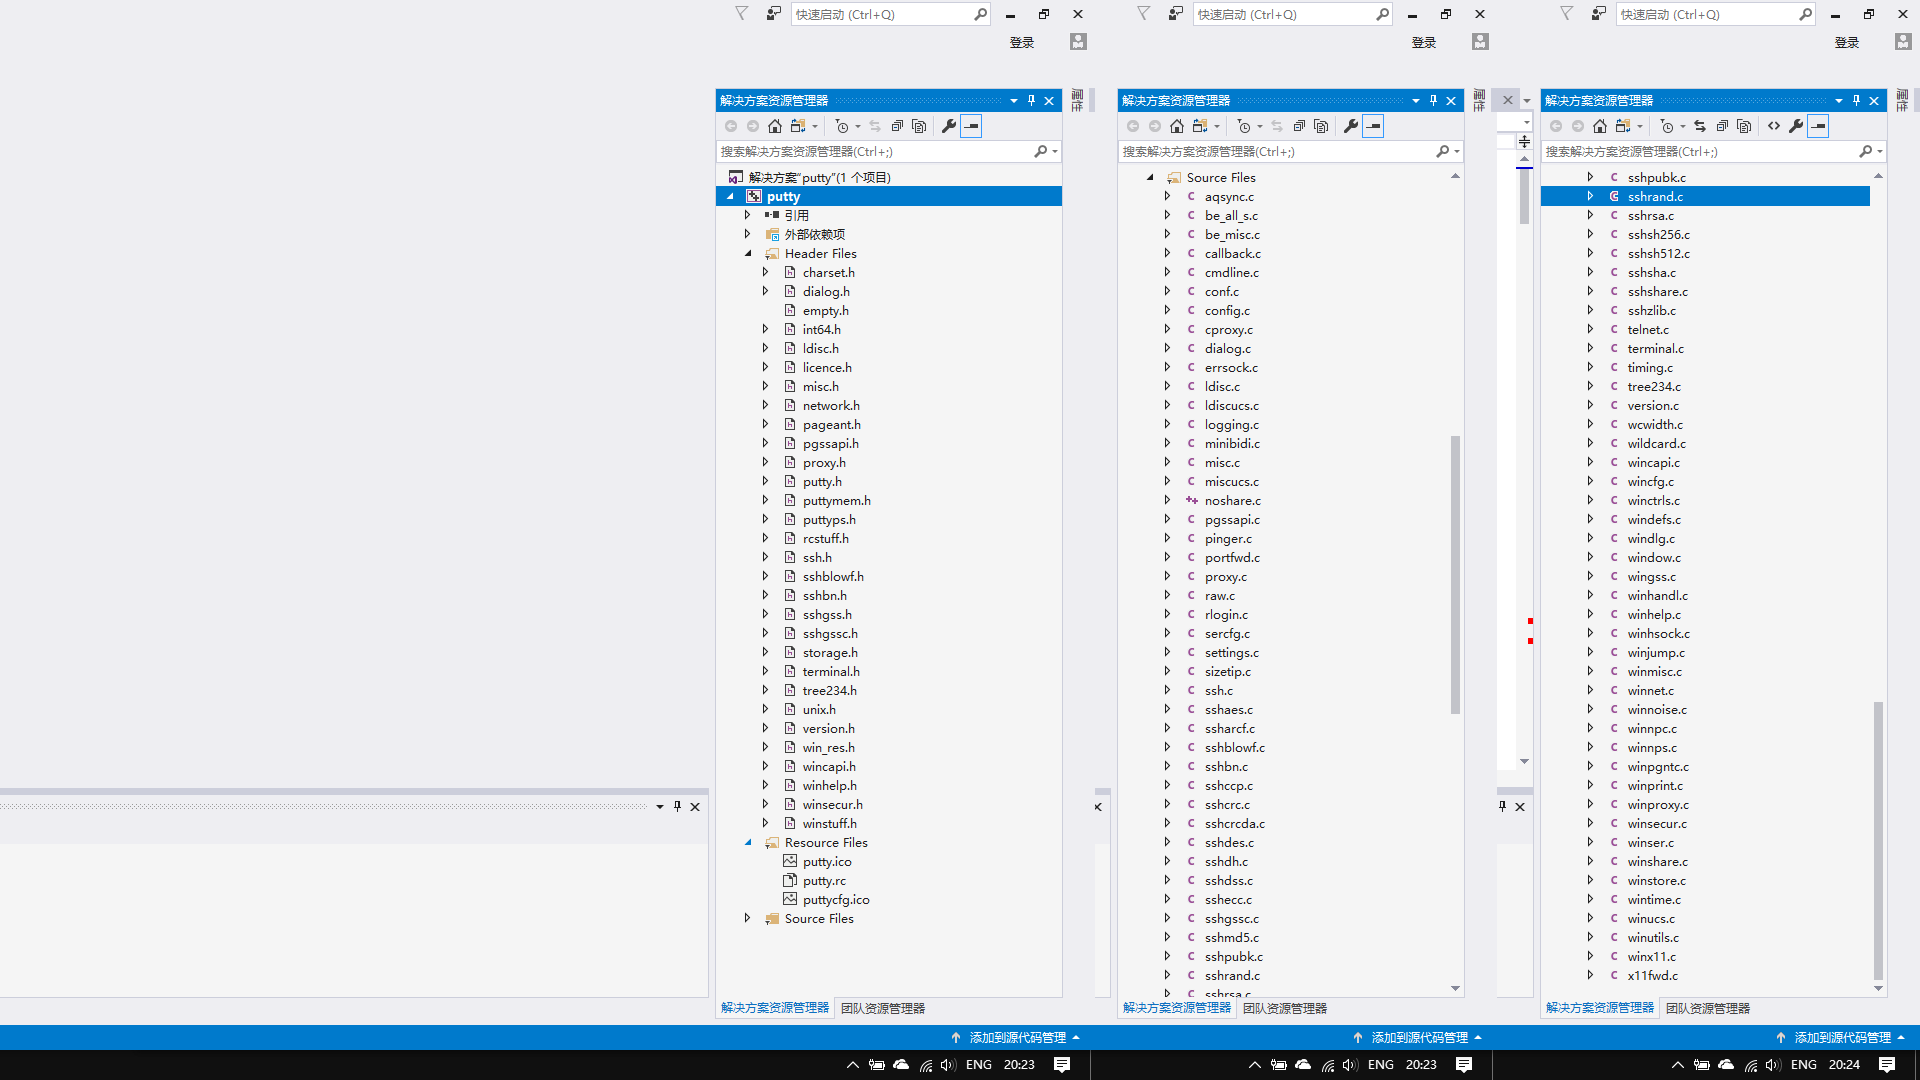 快速启动 (Ctrl+Q)
登录
属性
解决方案资源管理器
搜索解决方案资源管理器(Ctrl+;)
解决方案"putty"(1 个项目)
putty
引用
外部依赖项
Header Files
charset.h
dialog.h
empty.h
int64.h
ldisc.h
licence.h
misc.h
network.h
pageant.h
pgssapi.h
proxy.h
putty.h
puttymem.h
puttyps.h
rcstuff.h
ssh.h
sshblowf.h
sshbn.h
sshgss.h
sshgssc.h
storage.h
terminal.h
tree234.h
unix.h
version.h
win_res.h
wincapi.h
winhelp.h
winsecur.h
winstuff.h
Resource Files
putty.ico
putty.rc
puttycfg.ico
Source Files
解决方案资源管理器 团队资源管理器
添加到源代码管理
ENG 20:23
快速启动 (Ctrl+Q)
登录
属性
解决方案资源管理器
搜索解决方案资源管理器(Ctrl+;)
Source Files
aqsync.c
be_all_s.c
be_misc.c
callback.c
cmdline.c
conf.c
config.c
cproxy.c
dialog.c
errsock.c
ldisc.c
ldiscucs.c
logging.c
minibidi.c
misc.c
miscucs.c
noshare.c
pgssapi.c
pinger.c
portfwd.c
proxy.c
raw.c
rlogin.c
sercfg.c
settings.c
sizetip.c
ssh.c
sshaes.c
ssharcf.c
sshblowf.c
sshbn.c
sshccp.c
sshcrc.c
sshcrcda.c
sshdes.c
sshdh.c
sshdss.c
sshecc.c
sshgssc.c
sshmd5.c
sshpubk.c
sshrand.c
sshrsa.c
解决方案资源管理器 团队资源管理器
添加到源代码管理
ENG 20:23
快速启动 (Ctrl+Q)
登录
属性
解决方案资源管理器
搜索解决方案资源管理器(Ctrl+;)
sshpubk.c
sshrand.c
sshrsa.c
sshsh256.c
sshsh512.c
sshsha.c
sshshare.c
sshzlib.c
telnet.c
terminal.c
timing.c
tree234.c
version.c
wcwidth.c
wildcard.c
wincapi.c
wincfg.c
winctrls.c
windefs.c
windlg.c
window.c
wingss.c
winhandl.c
winhelp.c
winhsock.c
winjump.c
winmisc.c
winnet.c
winnoise.c
winnpc.c
winnps.c
winpgntc.c
winprint.c
winproxy.c
winsecur.c
winser.c
winshare.c
winstore.c
wintime.c
winucs.c
winutils.c
winx11.c
x11fwd.c
解决方案资源管理器 团队资源管理器
添加到源代码管理
ENG 20:24